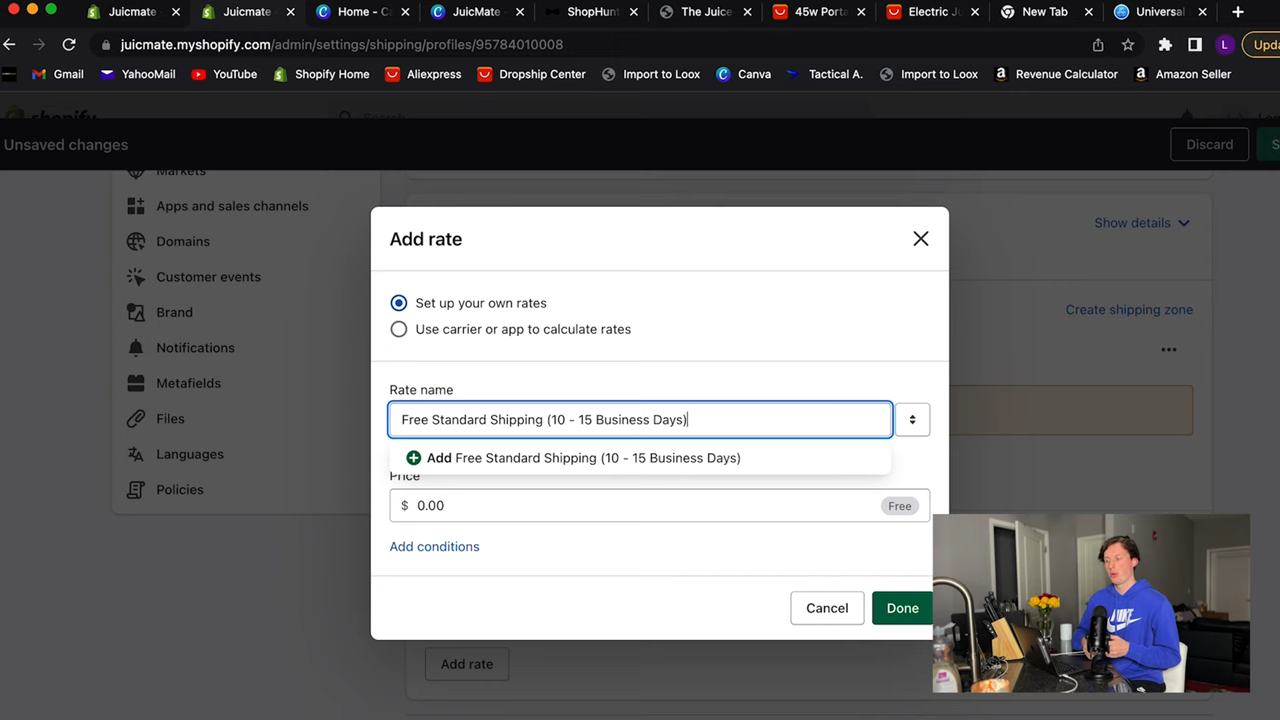 Juicmate
Juicmate
Home - Ca
JuicMate -
ShopHunt
The Juice
45w Porta
Electric Ju
New Tab
Universal
juicmate.myshopify.com/admin/settings/shipping/profiles/95784010008
L
Upda
Gmail
YahooMail
YouTube
Shopify Home
Aliexpress
Dropship Center
Import to Loox
Canva
Tactical A.
Import to Loox
Revenue Calculator
Amazon Seller
shopify
Search
Unsaved changes
Discard
S
Markets
Apps and sales channels
Domains
Customer events
Brand
Notifications
Metafields
Files
Languages
Policies
Show details
Create shipping zone
Add rate
Set up your own rates
Use carrier or app to calculate rates
Rate name
Free Standard Shipping (10 - 15 Business Days)
Add Free Standard Shipping (10 - 15 Business Days)
Price
$ 0.00
Free
Add conditions
Cancel
Done
Add rate